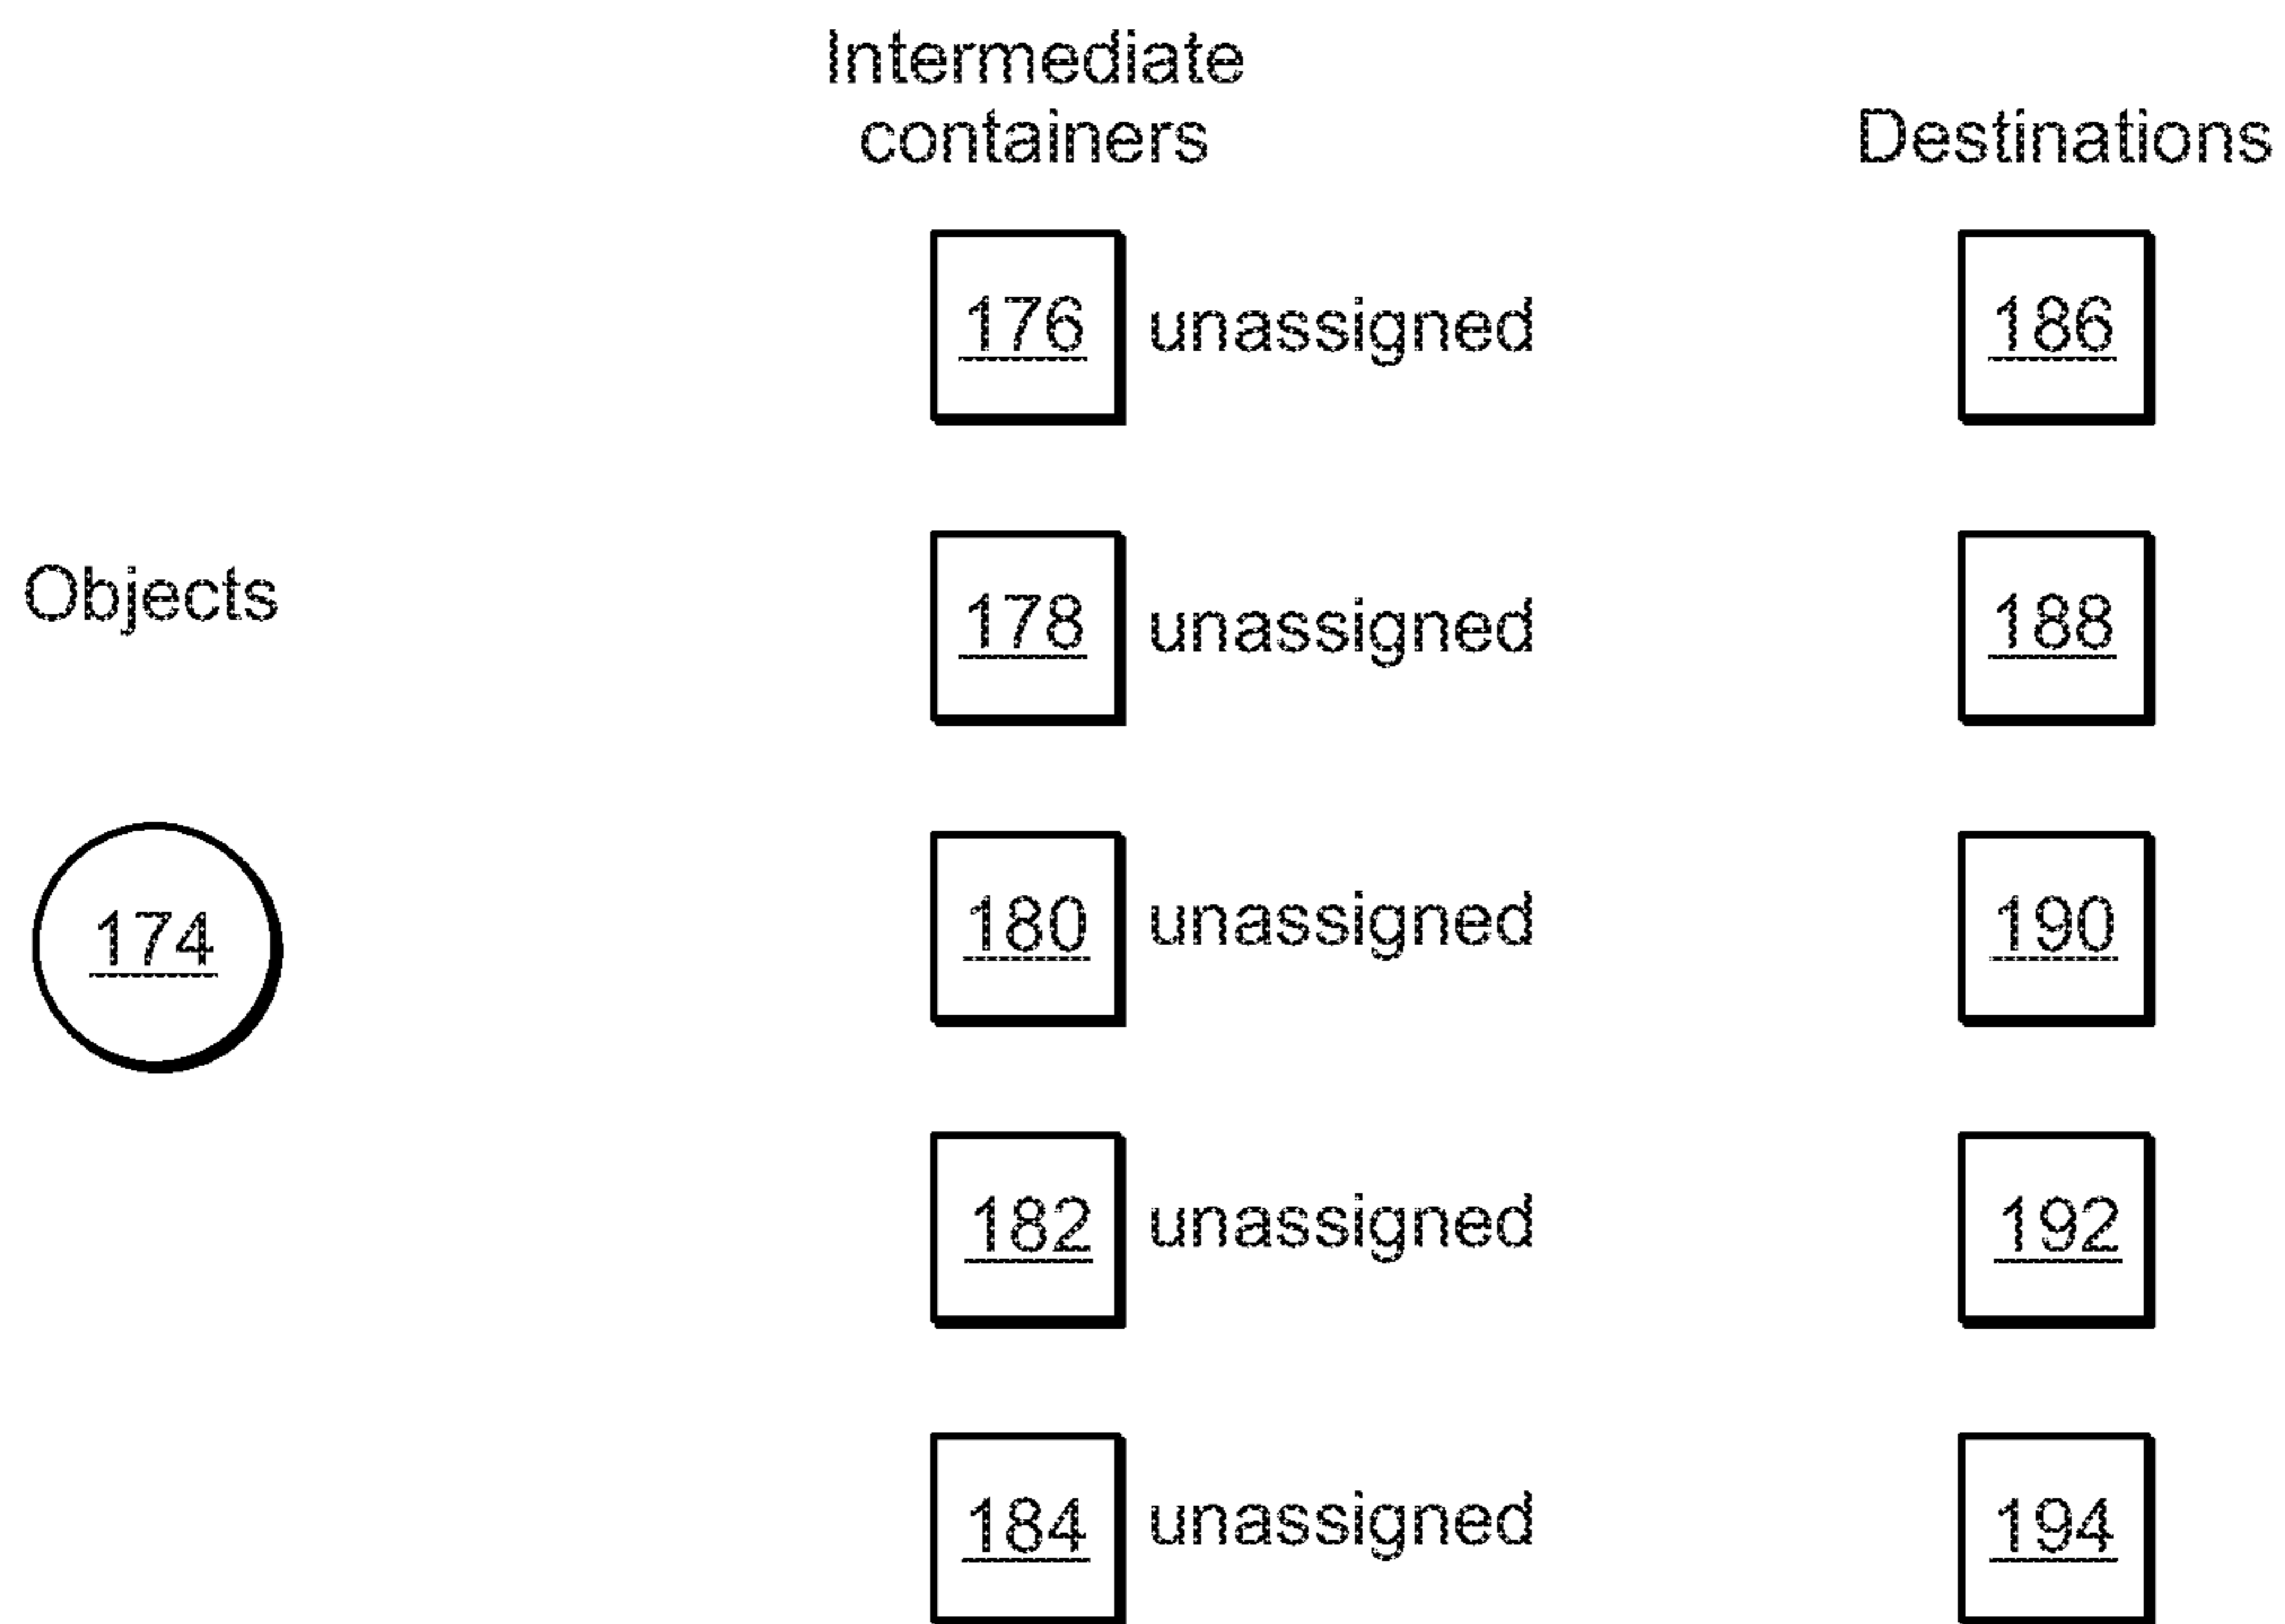 Intermediate
containers
Destinations
176 unassigned
186
Objects
178 unassigned
188
174
180 unassigned
190
182 unassigned
192
184 unassigned
194